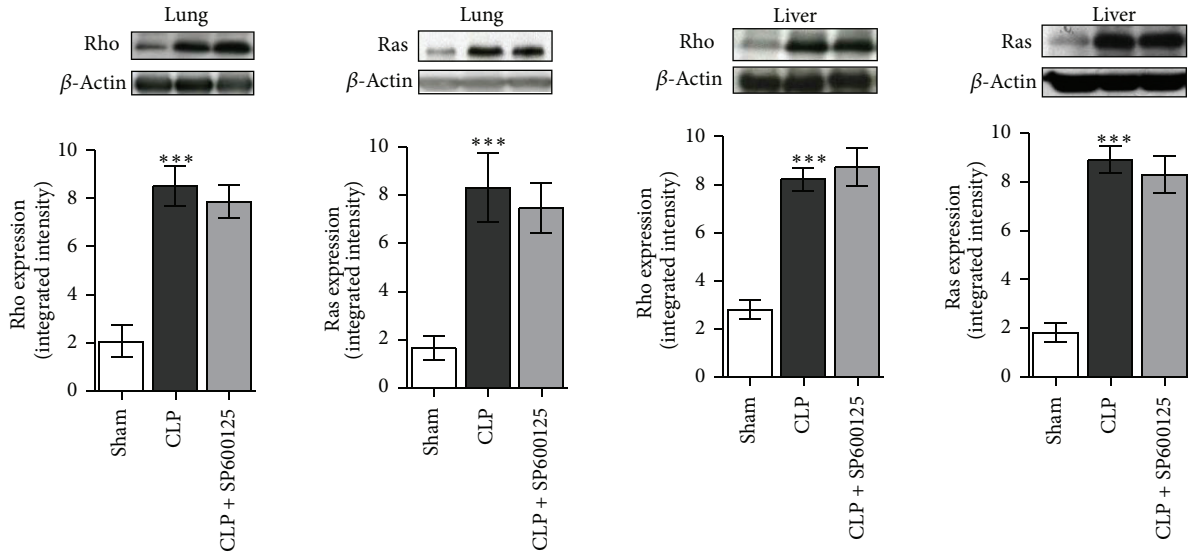 Lung
Rho
β-Actin
Rho expression
(integrated intensity)
10
***
8
6
4
2
0
Sham
CLP
CLP + SP600125
Lung
Ras
β-Actin
Ras expression
(integrated intensity)
10
***
8
6
4
2
0
Sham
CLP
CLP + SP600125
Liver
Rho
β-Actin
Rho expression
(integrated intensity)
10
***
8
6
4
2
0
Sham
CLP
CLP + SP600125
Liver
Ras
β-Actin
Ras expression
(integrated intensity)
10
***
8
6
4
2
0
Sham
CLP
CLP + SP600125